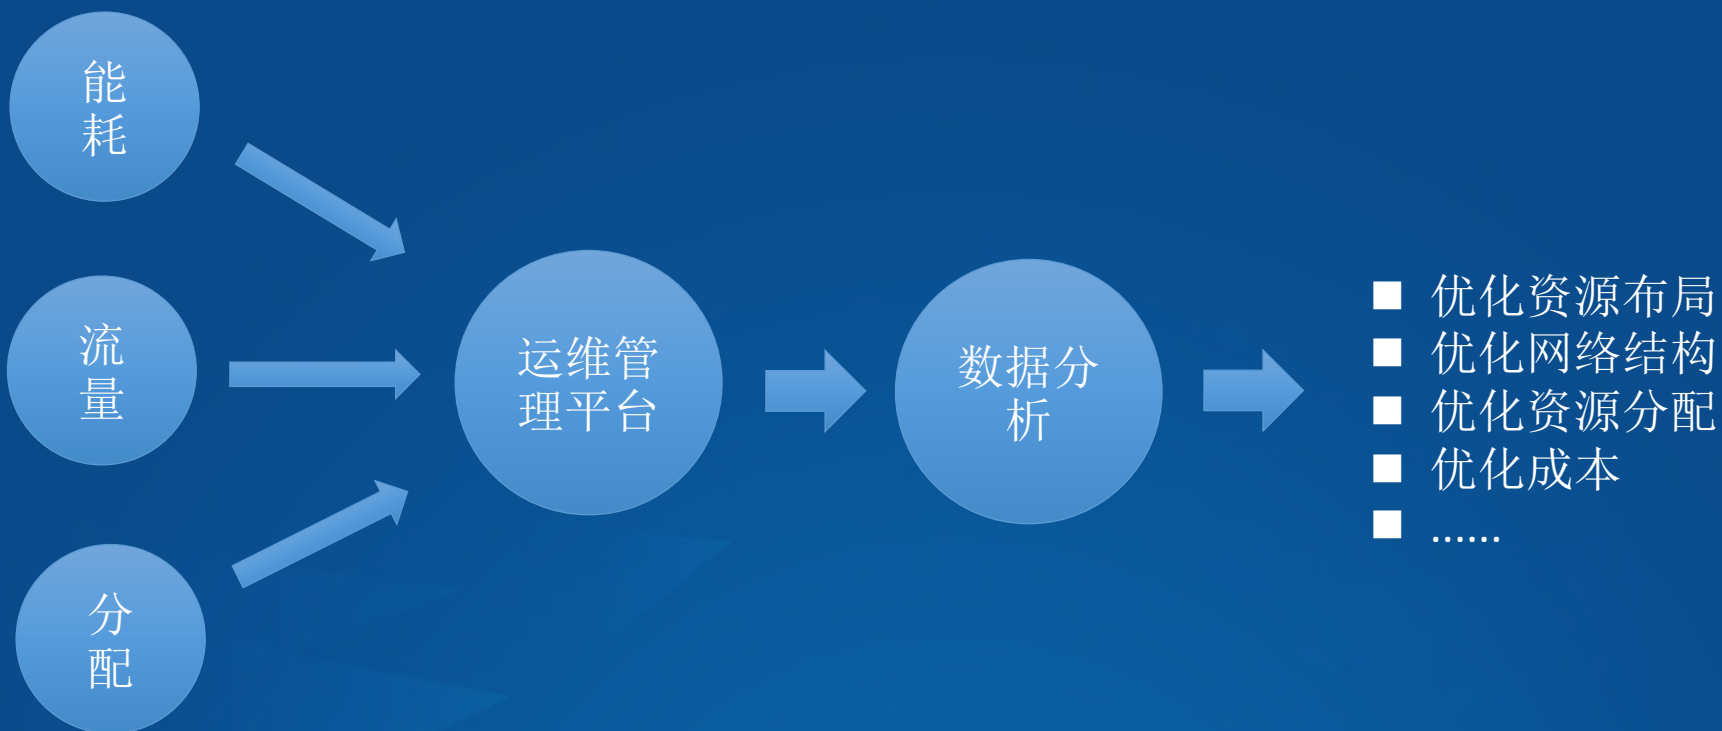 能
耗
流
量
分
配
运维管
理平台
数据分
析
■ 优化资源布局
■ 优化网络结构
■ 优化资源分配
■ 优化成本
■ ......